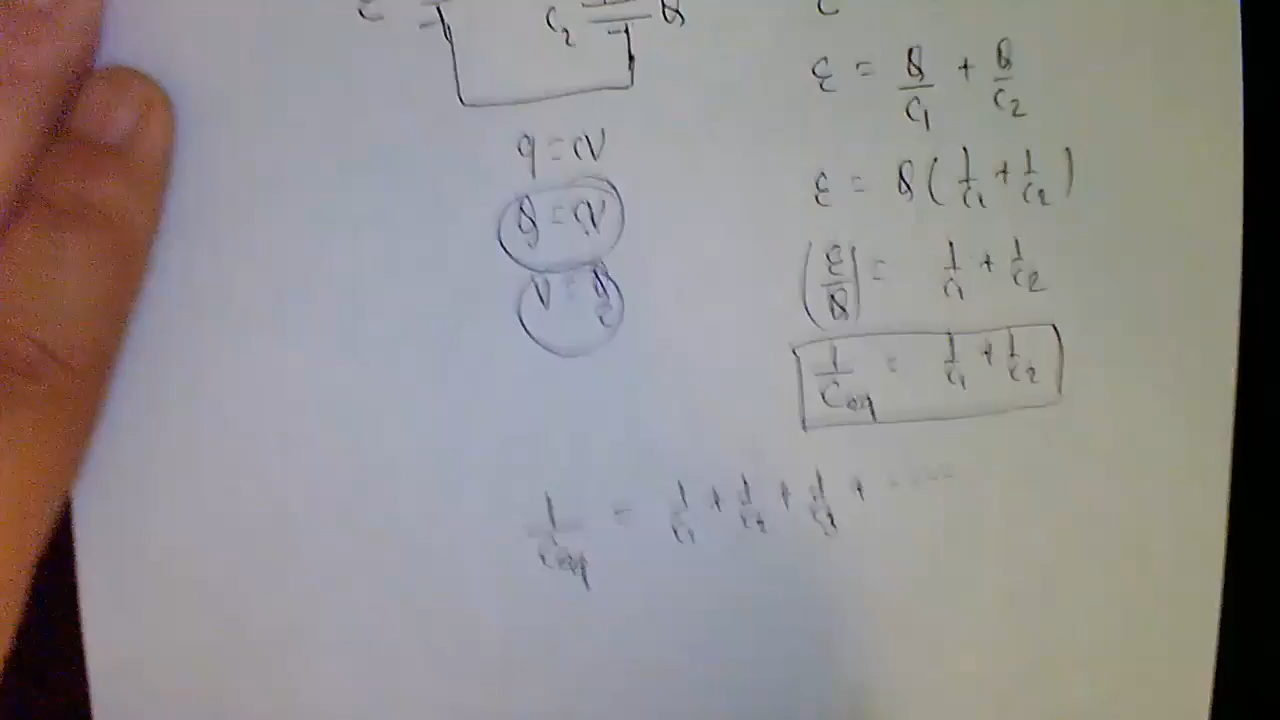 C₂ Q
ε = Q/C₁ + Q/C₂
q = CV
ε = Q(1/C₁ + 1/C₂)
Q = CV
(ε/Q) = 1/C₁ + 1/C₂
V = Q/C
1/Ceq = 1/C₁ + 1/C₂
1/Ceq = 1/C₁ + 1/C₂ + 1/C₃ + .....